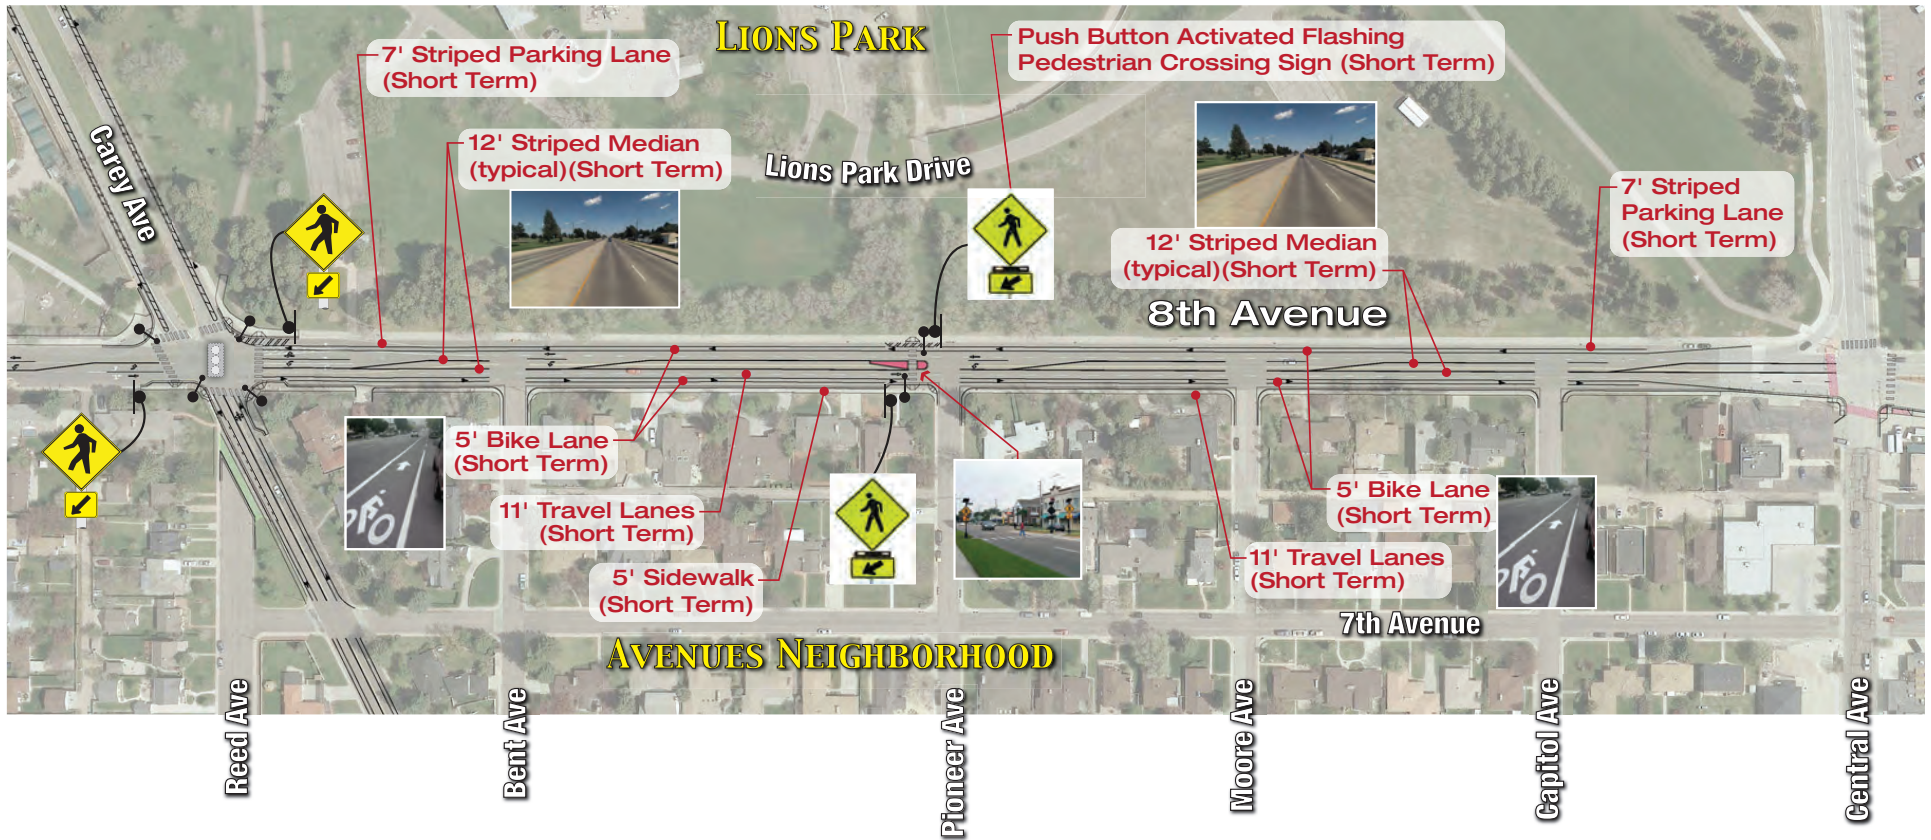 LIONS PARK
7' Striped Parking Lane
(Short Term)
Push Button Activated Flashing
Pedestrian Crossing Sign (Short Term)
Carey Ave
12' Striped Median
(typical)(Short Term)
Lions Park Drive
7' Striped
Parking Lane
(Short Term)
12' Striped Median
(typical)(Short Term)
8th Avenue
5' Bike Lane
(Short Term)
11' Travel Lanes
(Short Term)
5' Sidewalk
(Short Term)
5' Bike Lane
(Short Term)
11' Travel Lanes
(Short Term)
7th Avenue
AVENUES NEIGHBORHOOD
Reed Ave
Bent Ave
Pioneer Ave
Moore Ave
Capitol Ave
Central Ave